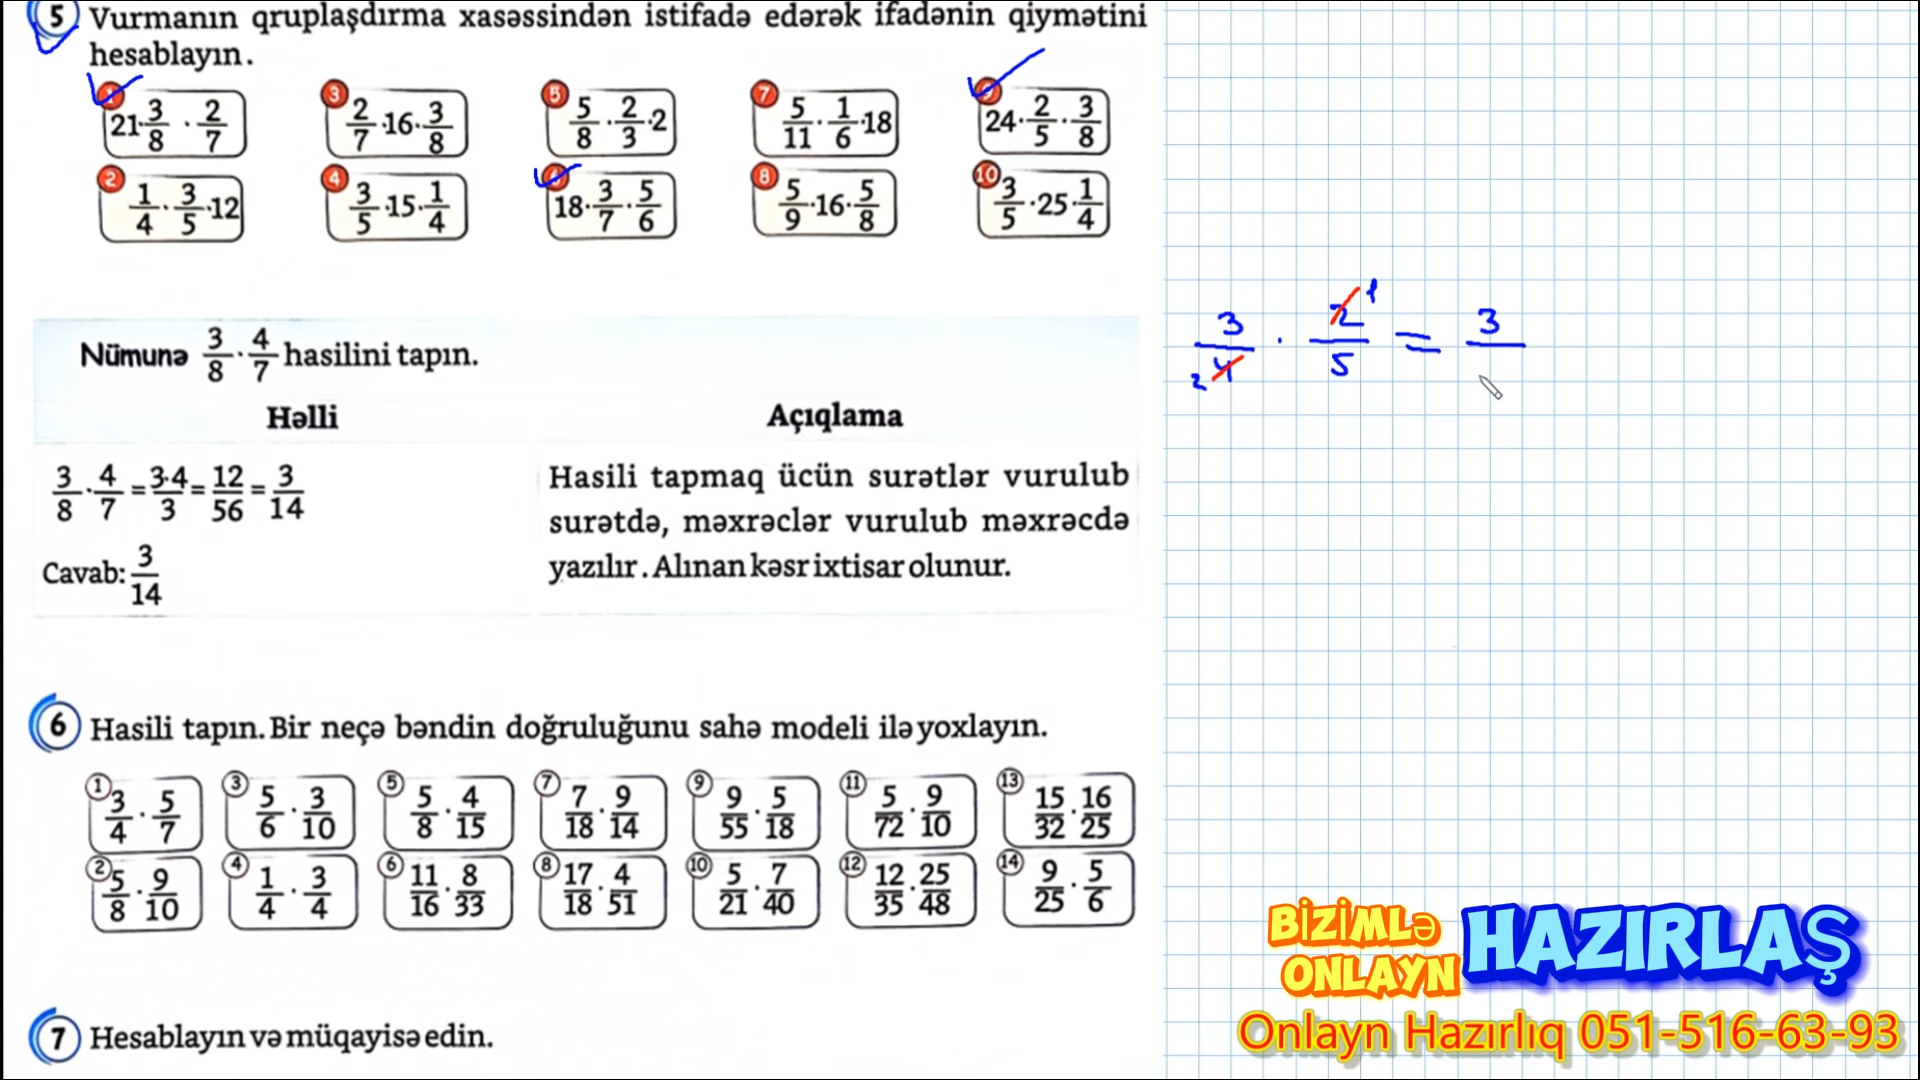 5 Vurmanın qruplaşdırma xasəssindən istifadə edərək ifadənin qiymətini
hesablayın.
21·3/8 · 2/7
3 2/7 ·16· 3/8
5 5/8 · 2/3 ·2
7 5/11 · 1/6 ·18
24· 2/5 · 3/8
2 1/4 · 3/5 ·12
4 3/5 ·15· 1/4
18· 3/7 · 5/6
8 5/9 ·16· 5/8
10 3/5 ·25· 1/4
Nümunə 3/8 · 4/7 hasilini tapın.
Həlli
Açıqlama
3/8 · 4/7 = 3·4/3 = 12/56 = 3/14
Cavab: 3/14
Hasili tapmaq ücün surətlər vurulub
surətdə, məxrəclər vurulub məxrəcdə
yazılır. Alınan kəsr ixtisar olunur.
6 Hasili tapın. Bir neçə bəndin doğruluğunu sahə modeli ilə yoxlayın.
1 3/4 · 5/7
3 5/6 · 3/10
5 5/8 · 4/15
7 7/18 · 9/14
9 9/55 · 5/18
11 5/72 · 9/10
13 15/32 · 16/25
2 5/8 · 9/10
4 1/4 · 3/4
6 11/16 · 8/33
8 17/18 · 4/51
10 5/21 · 7/40
12 12/35 · 25/48
14 9/25 · 5/6
7 Hesablayın və müqayisə edin.
3 2 1 3
— · — = —
2 4 5
BİZİMLƏ
ONLAYN
HAZIRLAŞ
Onlayn Hazırlıq 051-516-63-93